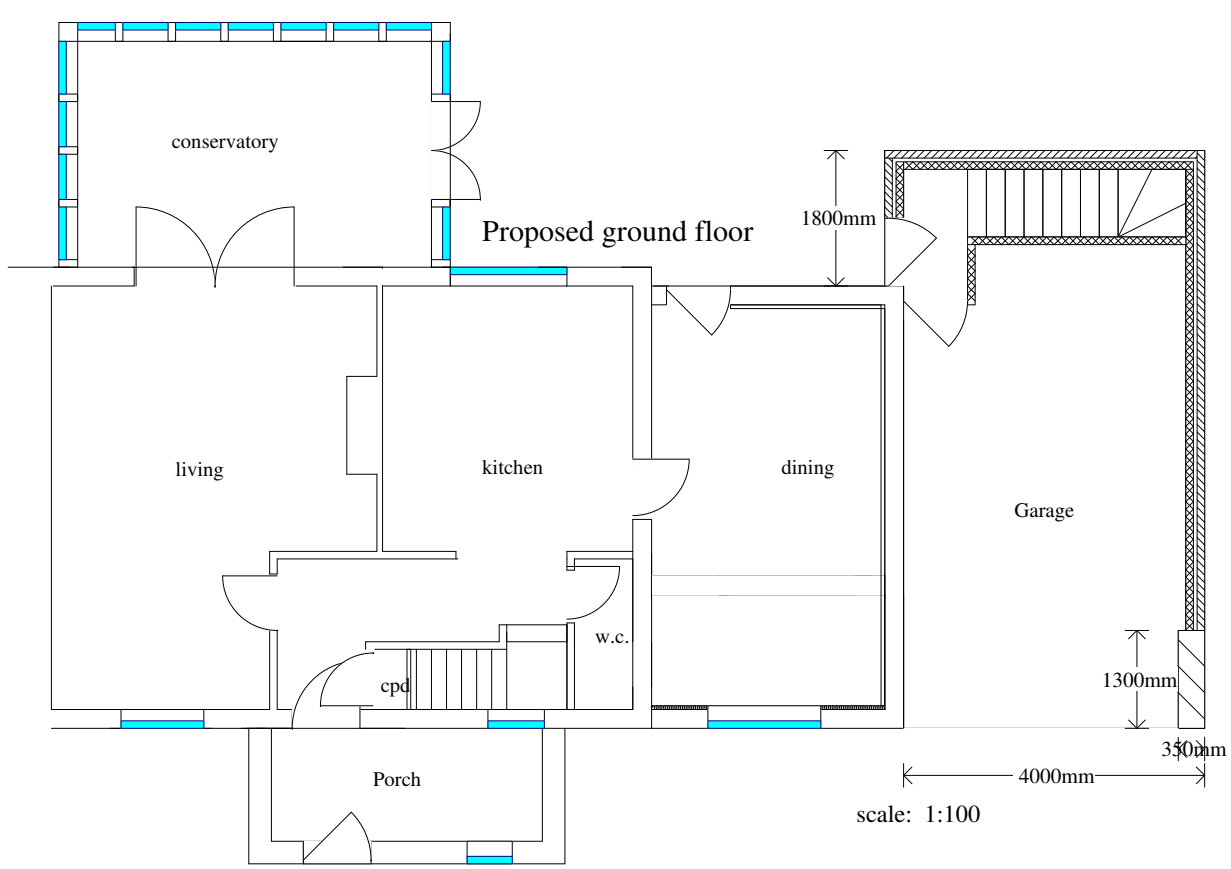 conservatory
1800mm
Proposed ground floor
living
kitchen
dining
Garage
w.c.
cpd
1300mm
350mm
Porch
4000mm
scale: 1:100